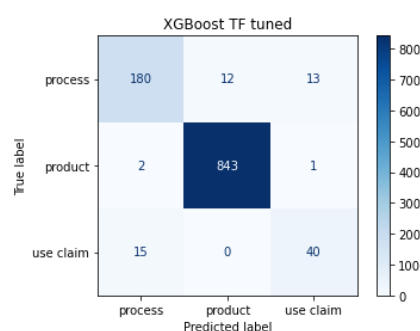 XGBoost TF tuned
True label
process
180 12 13
product
2 843 1
use claim
15 0 40
process product use claim
Predicted label
800
700
600
500
400
300
200
100
0